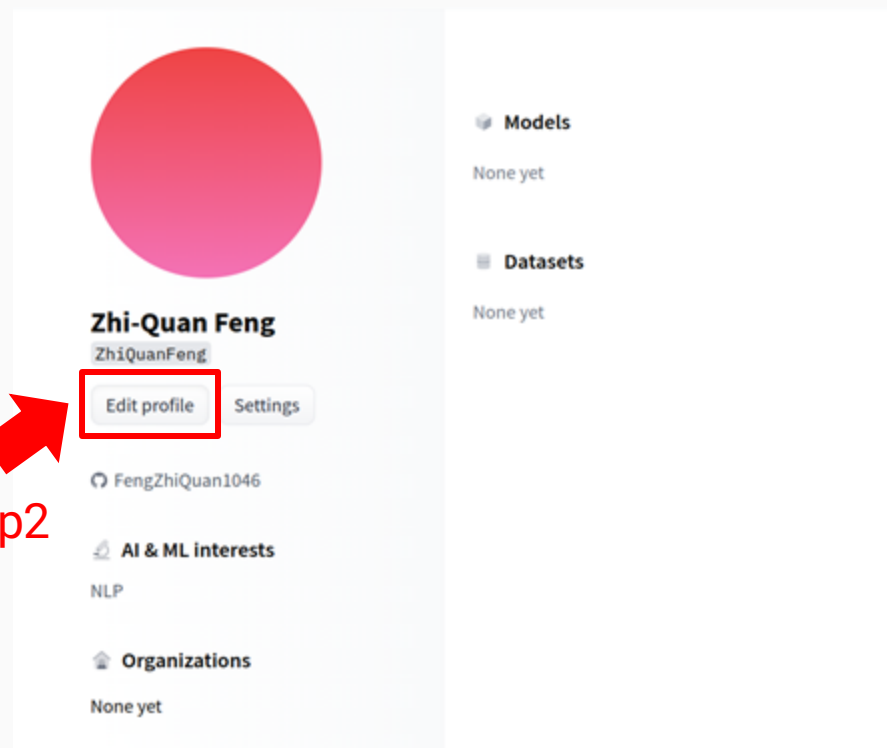 Zhi-Quan Feng
ZhiQuanFeng
Edit profile Settings
FengZhiQuan1046
p2
AI & ML interests
NLP
Organizations
None yet
Models
None yet
Datasets
None yet